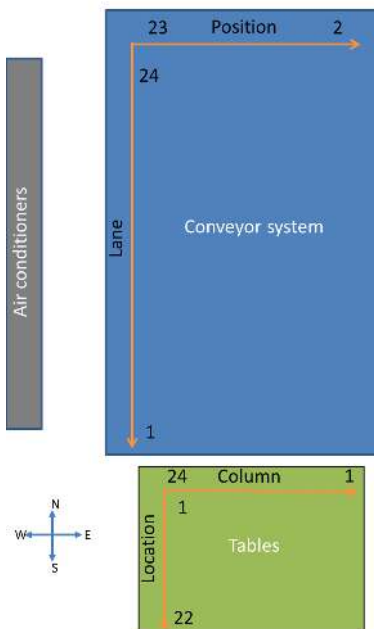 23 Position 2
24
Air conditioners
Lane
Conveyor system
1
24 Column 1
1
Location
Tables
22
N
W E
S